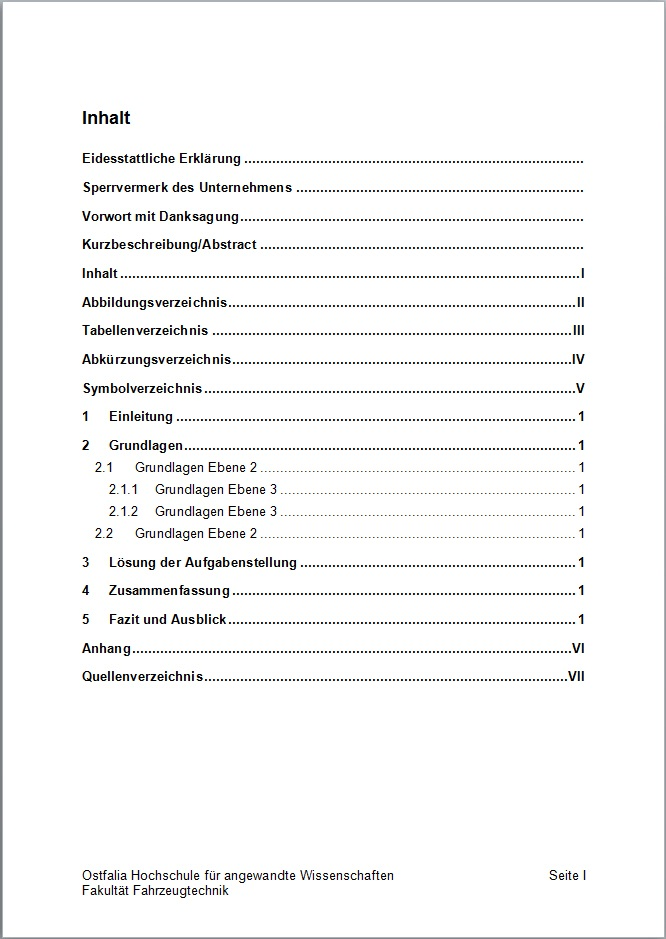 Inhalt
Eidesstattliche Erklärung ....................................................................................
Sperrvermerk des Unternehmens .......................................................................
Vorwort mit Danksagung.....................................................................................
Kurzbeschreibung/Abstract ................................................................................
Inhalt ..................................................................................................................I
Abbildungsverzeichnis.......................................................................................II
Tabellenverzeichnis ..........................................................................................III
Abkürzungsverzeichnis.....................................................................................IV
Symbolverzeichnis ............................................................................................V
1 Einleitung ................................................................................................... 1
2 Grundlagen................................................................................................. 1
2.1 Grundlagen Ebene 2 ............................................................................... 1
2.1.1 Grundlagen Ebene 3 .......................................................................... 1
2.1.2 Grundlagen Ebene 3 .......................................................................... 1
2.2 Grundlagen Ebene 2 ............................................................................... 1
3 Lösung der Aufgabenstellung .................................................................... 1
4 Zusammenfassung ..................................................................................... 1
5 Fazit und Ausblick...................................................................................... 1
Anhang..............................................................................................................VI
Quellenverzeichnis...........................................................................................VII
Ostfalia Hochschule für angewandte Wissenschaften Seite I
Fakultät Fahrzeugtechnik